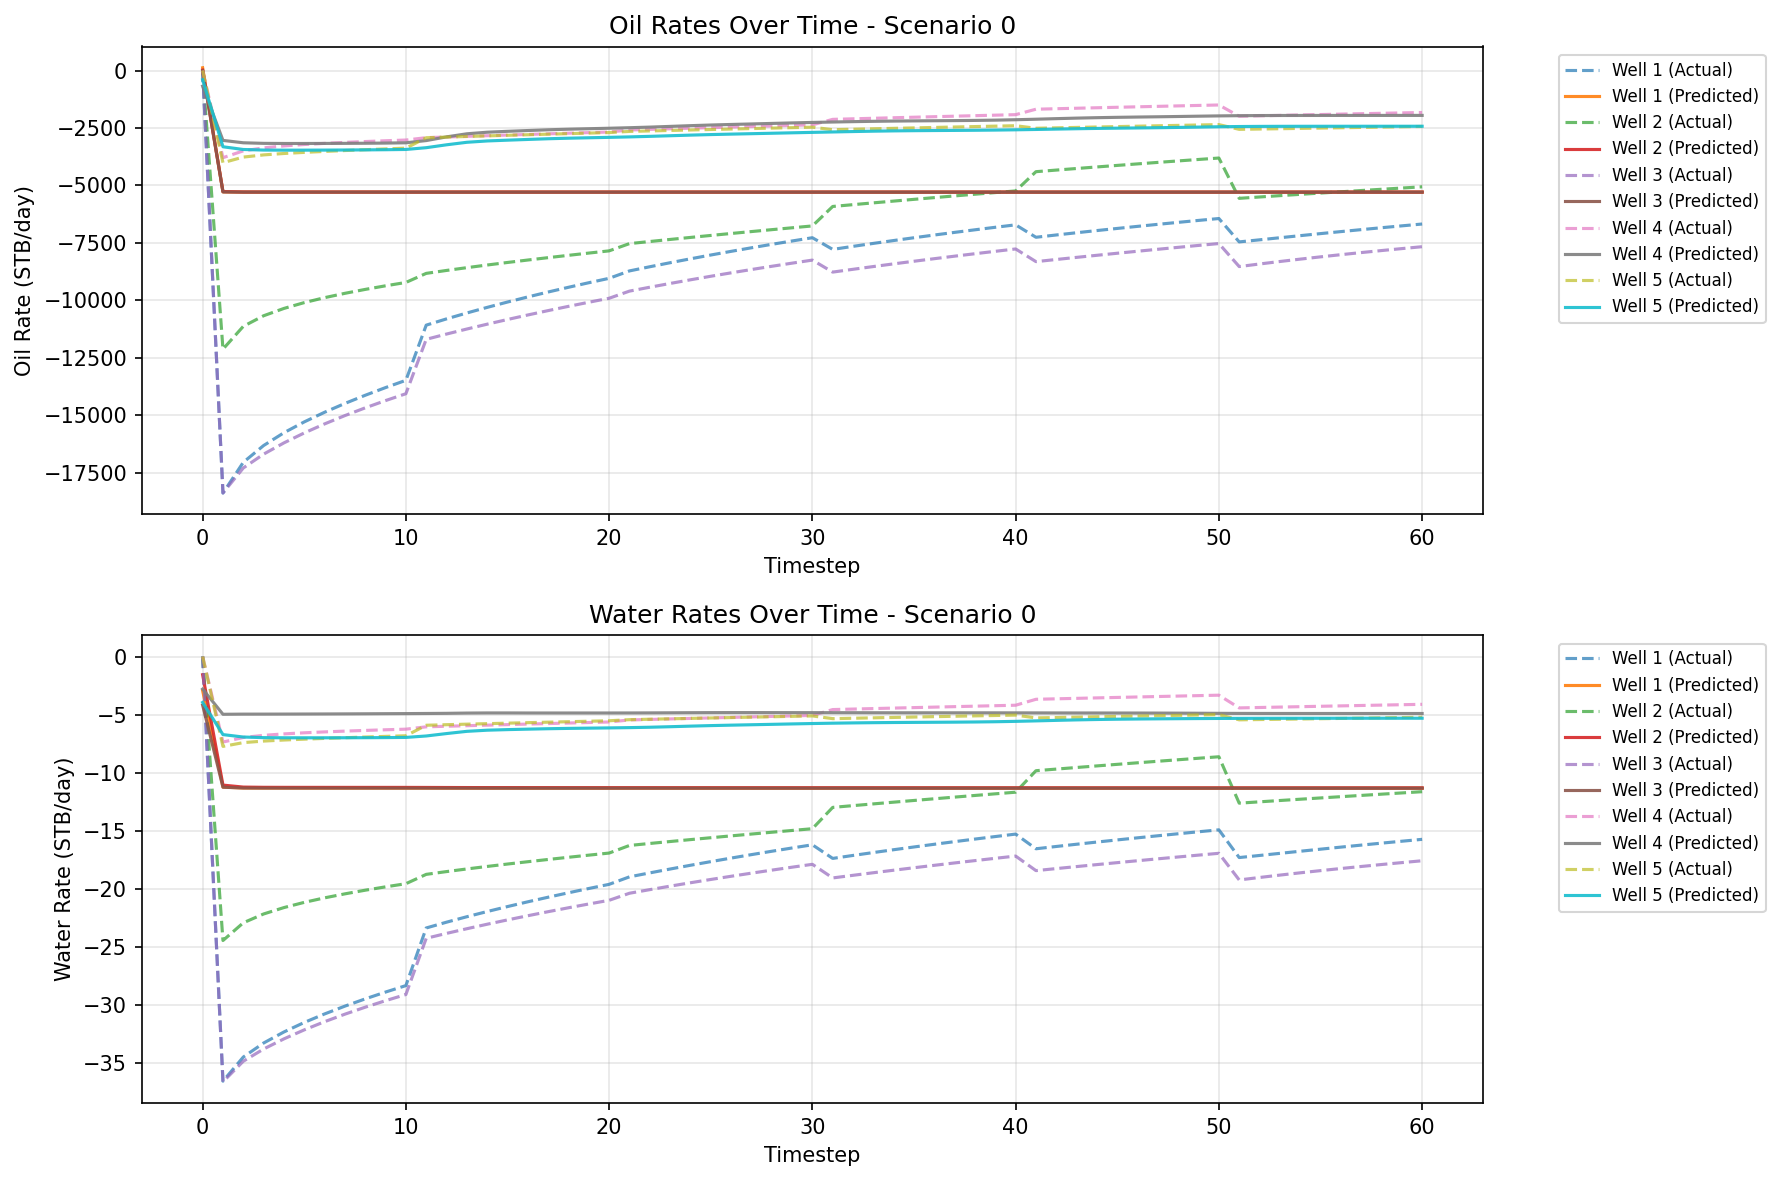 Oil Rates Over Time - Scenario 0
Oil Rate (STB/day)
0
−2500
−5000
−7500
−10000
−12500
−15000
−17500
0 10 20 30 40 50 60
Timestep
Well 1 (Actual)
Well 1 (Predicted)
Well 2 (Actual)
Well 2 (Predicted)
Well 3 (Actual)
Well 3 (Predicted)
Well 4 (Actual)
Well 4 (Predicted)
Well 5 (Actual)
Well 5 (Predicted)
Water Rates Over Time - Scenario 0
Water Rate (STB/day)
0
−5
−10
−15
−20
−25
−30
−35
0 10 20 30 40 50 60
Timestep
Well 1 (Actual)
Well 1 (Predicted)
Well 2 (Actual)
Well 2 (Predicted)
Well 3 (Actual)
Well 3 (Predicted)
Well 4 (Actual)
Well 4 (Predicted)
Well 5 (Actual)
Well 5 (Predicted)